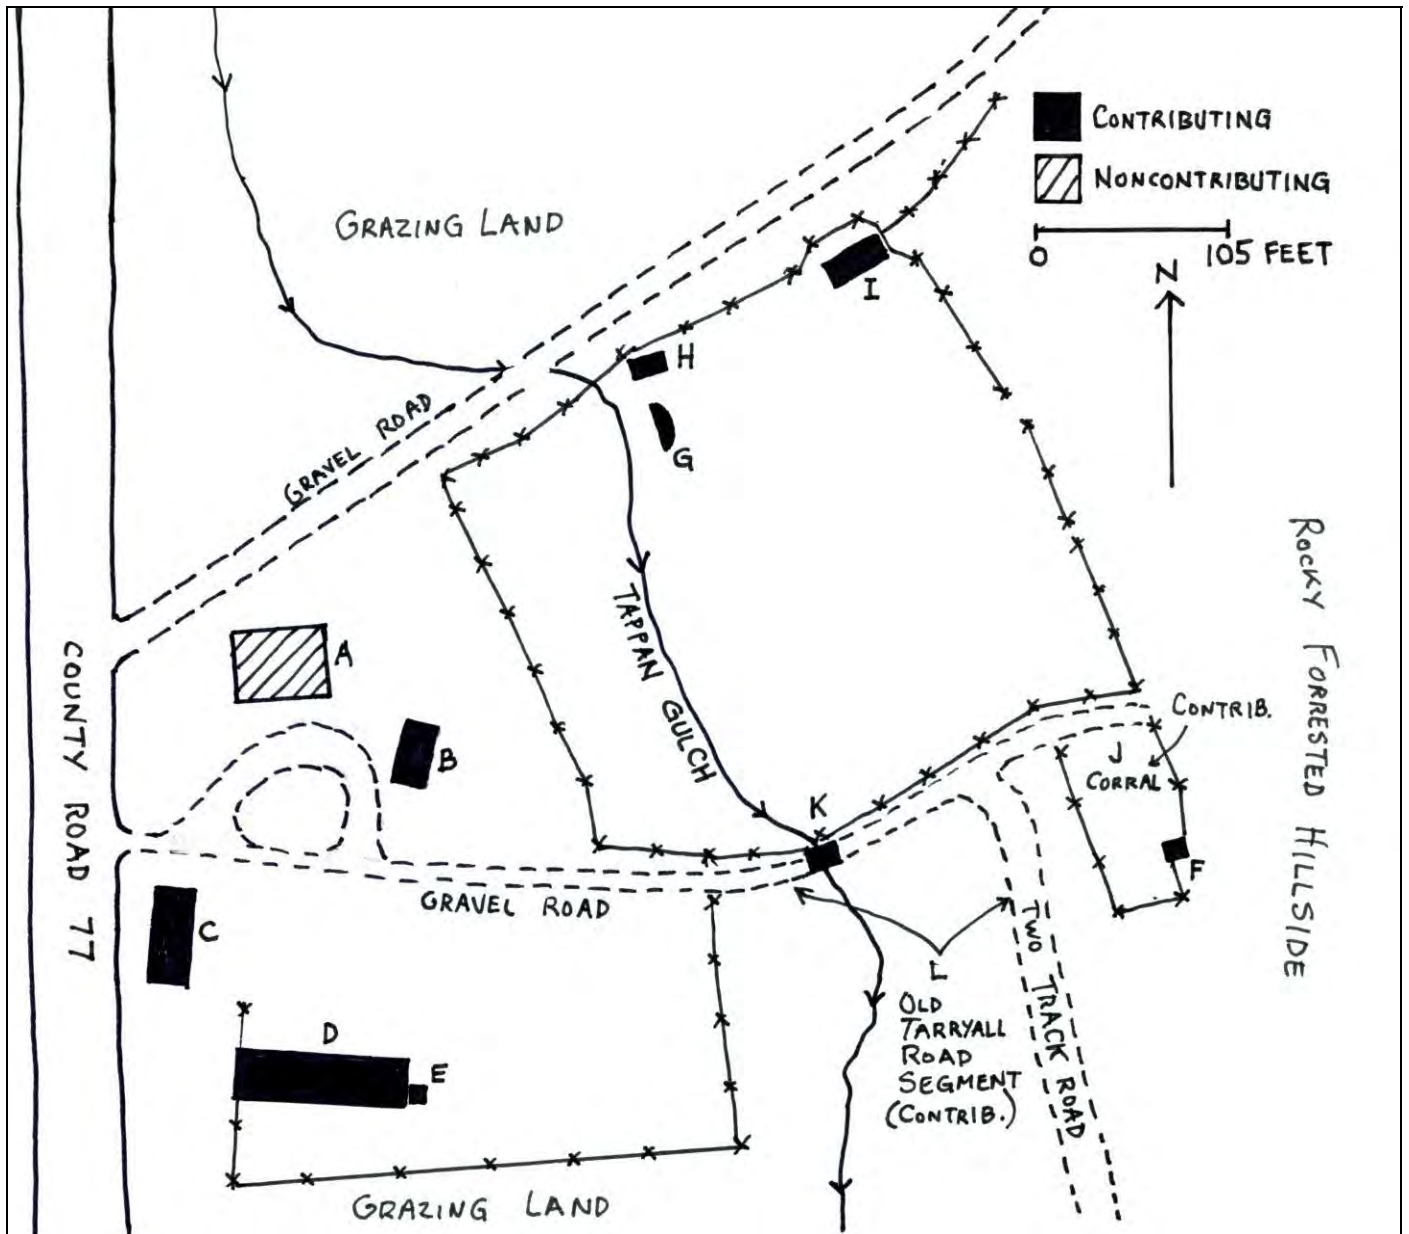 CONTRIBUTING
NONCONTRIBUTING
0 105 FEET
N
GRAZING LAND
I
H
G
GRAVEL ROAD
TAPPAN GULCH
ROCKY FORRESTED HILLSIDE
COUNTY ROAD 77
A
B
CONTRIB.
J
CORRAL
K
F
GRAVEL ROAD
C
L
OLD
TARRYALL
ROAD
SEGMENT
(CONTRIB.)
TWO TRACK ROAD
D
E
GRAZING LAND